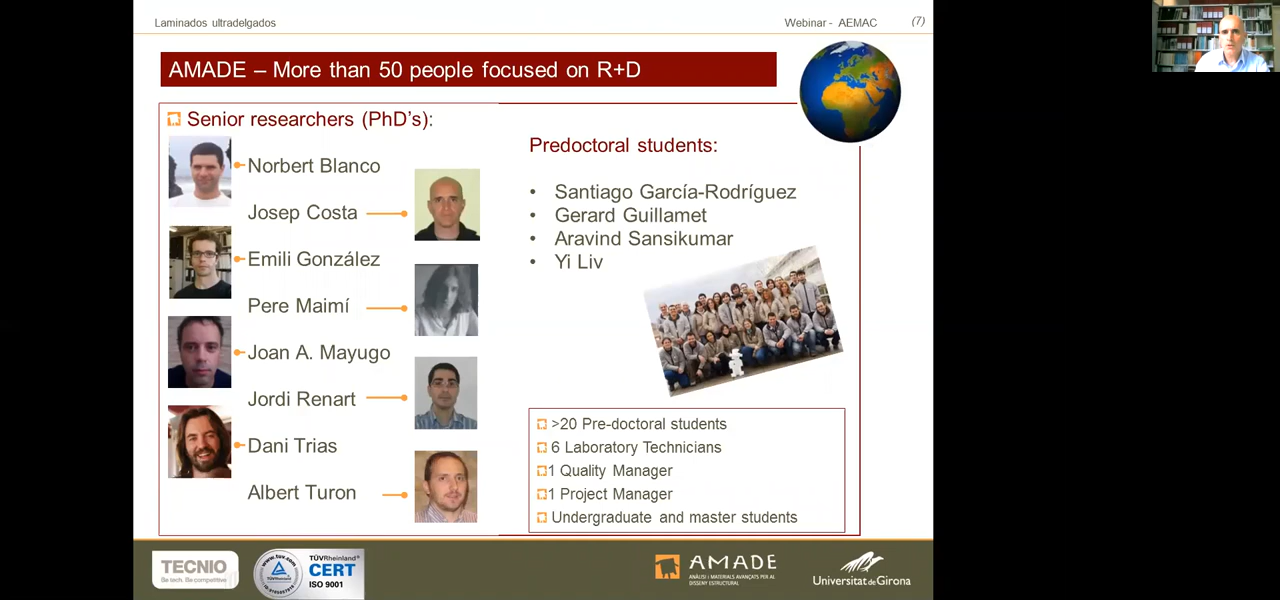 Laminados ultradelgados
Webinar - AEMAC
(7)
AMADE – More than 50 people focused on R+D
Senior researchers (PhD's):
Norbert Blanco
Josep Costa
Emili González
Pere Maimí
Joan A. Mayugo
Jordi Renart
Dani Trias
Albert Turon
Predoctoral students:
• Santiago García-Rodríguez
• Gerard Guillamet
• Aravind Sansikumar
• Yi Liv
>20 Pre-doctoral students
6 Laboratory Technicians
1 Quality Manager
1 Project Manager
Undergraduate and master students
TECNIO
Be tech. Be competitive
www.tuv.com
TÜVRheinland®
CERT
ISO 9001
AMADE
ANÀLISI I MATERIALS AVANÇATS PER AL
DISSENY ESTRUCTURAL
Universitat de Girona